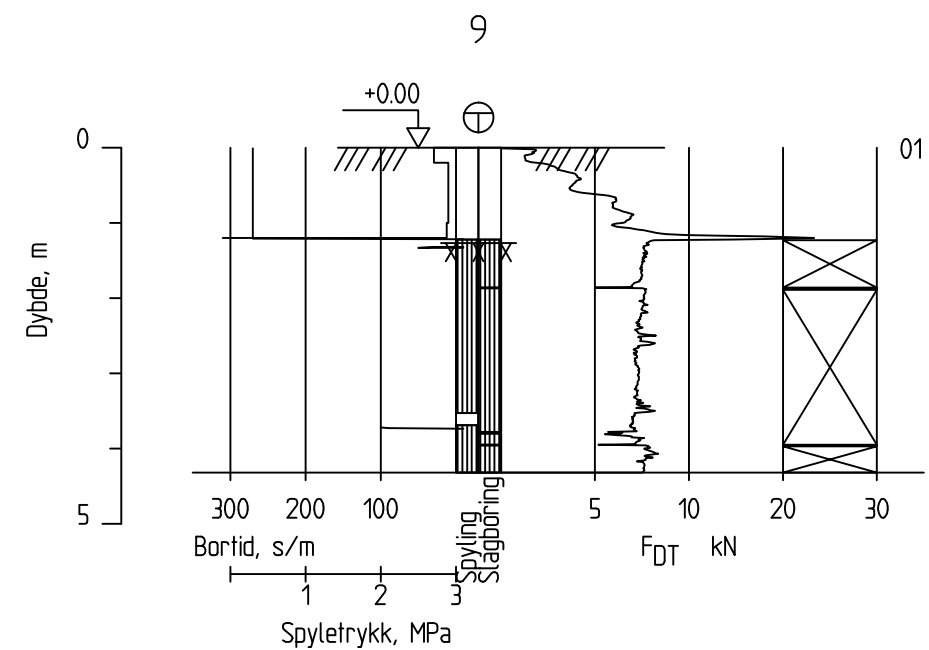 9
+0.00
0
01
Dybde, m
5
300 200 100
5 10 20 30
Spyling
Slagboring
Bortid, s/m
FDT kN
1 2 3
Spyletrykk, MPa